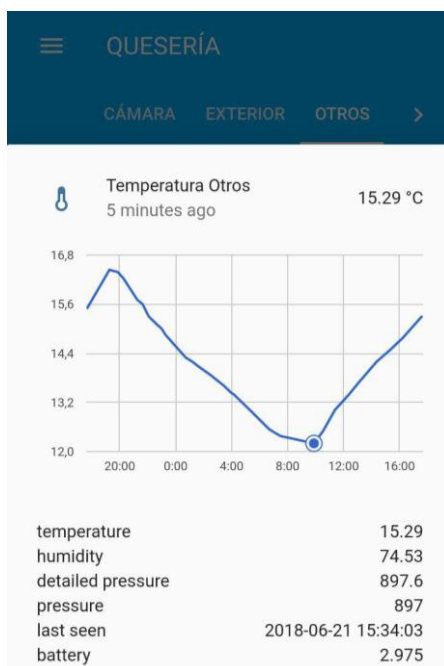 QUESERÍA
CÁMARA EXTERIOR OTROS
Temperatura Otros
15.29 °C
5 minutes ago
16,8
15,6
14,4
13,2
12,0
20:00 0:00 4:00 8:00 12:00 16:00
temperature 15.29
humidity 74.53
detailed pressure 897.6
pressure 897
last seen 2018-06-21 15:34:03
battery 2.975